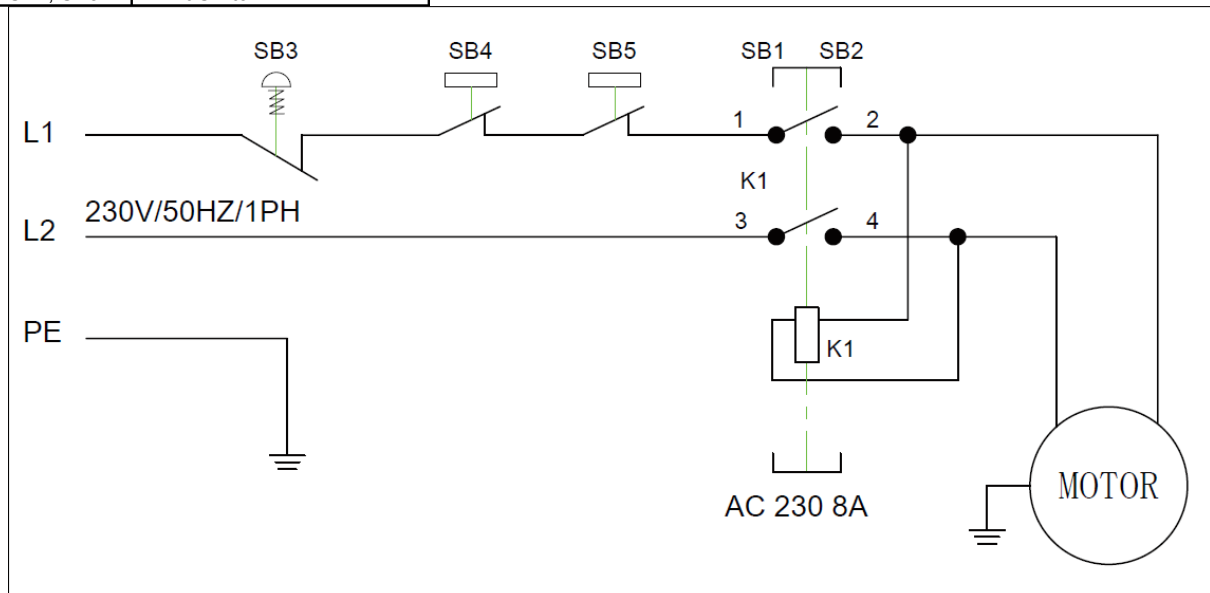 SB3
SB4
SB5
SB1
SB2
L1
1
2
K1
230V/50HZ/1PH
L2
3
4
PE
K1
AC 230 8A
MOTOR